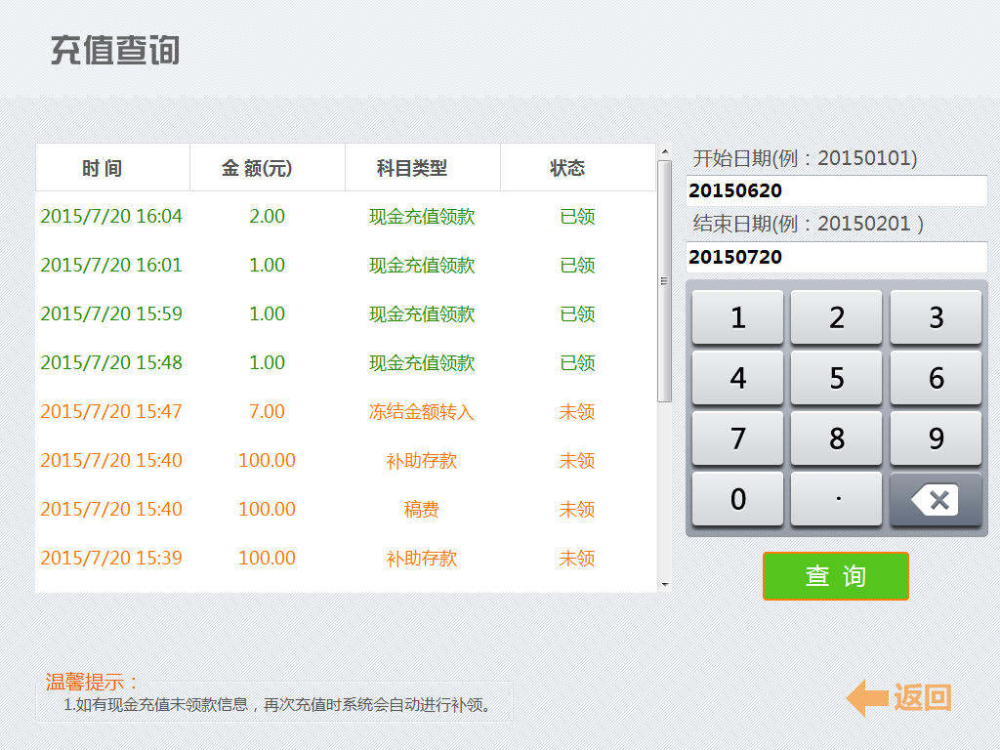 充值查询
时 间 金 额(元) 科目类型 状态
2015/7/20 16:04 2.00 现金充值领款 已领
2015/7/20 16:01 1.00 现金充值领款 已领
2015/7/20 15:59 1.00 现金充值领款 已领
2015/7/20 15:48 1.00 现金充值领款 已领
2015/7/20 15:47 7.00 冻结金额转入 未领
2015/7/20 15:40 100.00 补助存款 未领
2015/7/20 15:40 100.00 稿费 未领
2015/7/20 15:39 100.00 补助存款 未领
开始日期(例：20150101)
20150620
结束日期(例：20150201 )
20150720
1 2 3
4 5 6
7 8 9
0 .
查 询
温馨提示：
1.如有现金充值未领款信息，再次充值时系统会自动进行补领。
返回